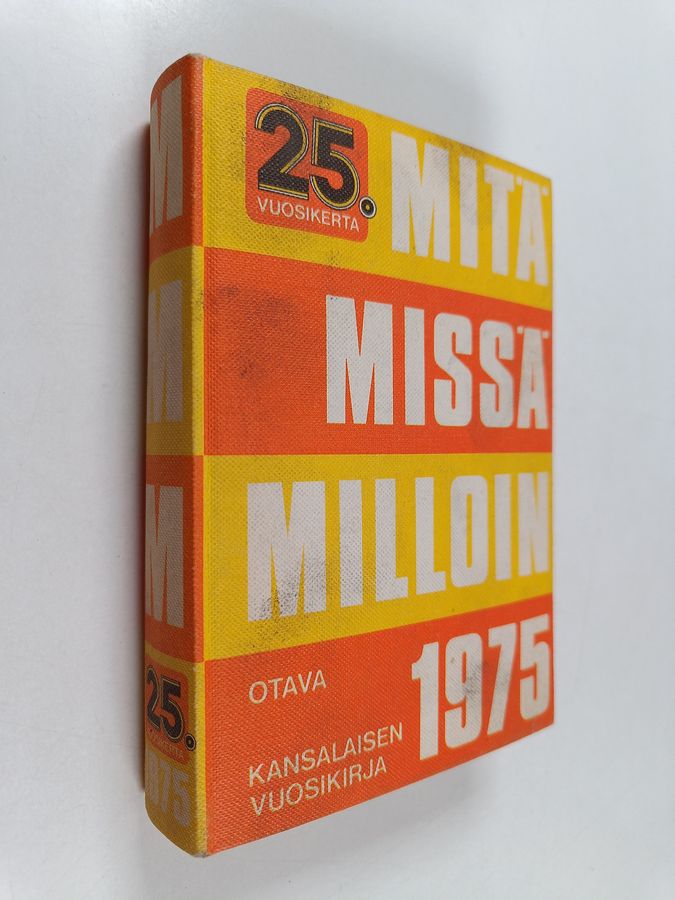 M
M
M
25.
VUOSIKERTA
1975
25.
VUOSIKERTA
MITÄ
MISSÄ
MILLOIN
1975
OTAVA
KANSALAISEN
VUOSIKIRJA